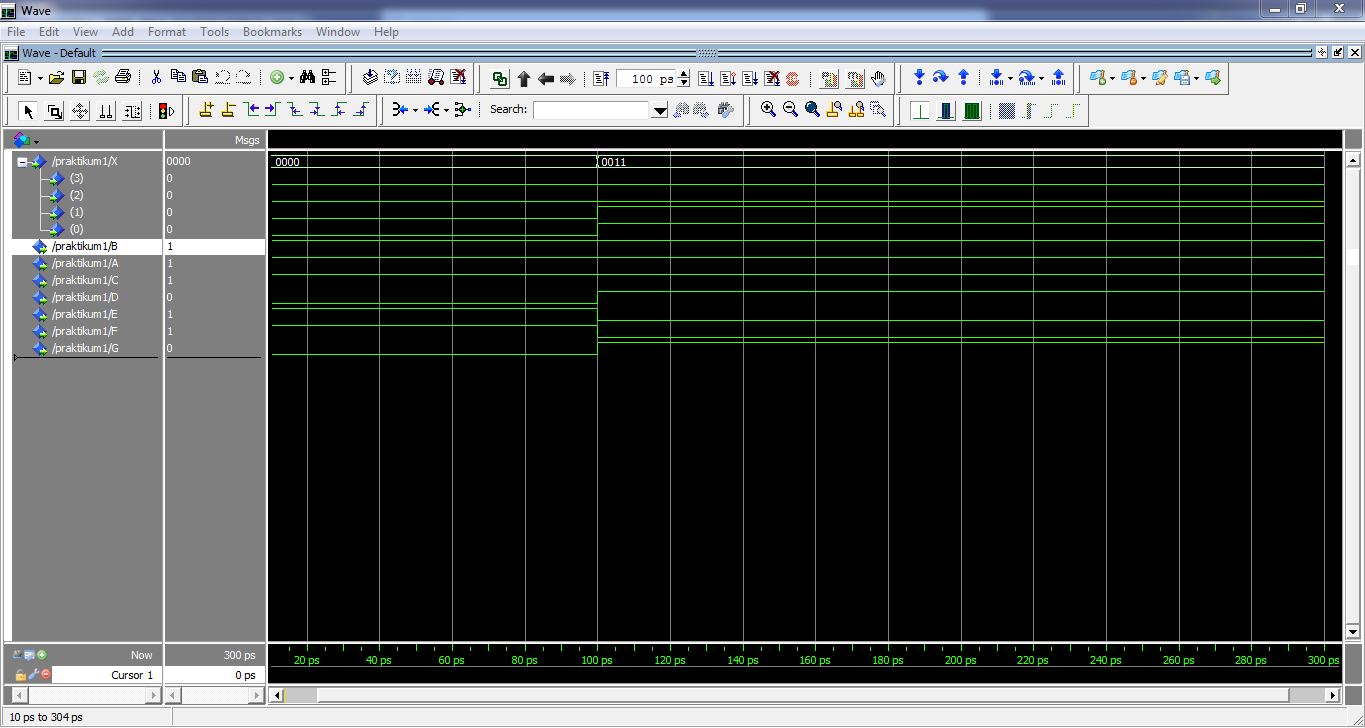 Wave
File Edit View Add Format Tools Bookmarks Window Help
Wave - Default
100 ps
Search:
Msgs
/praktikum1/X 0000 0000 0011
(3) 0
(2) 0
(1) 0
(0) 0
/praktikum1/B 1
/praktikum1/A 1
/praktikum1/C 1
/praktikum1/D 0
/praktikum1/E 1
/praktikum1/F 1
/praktikum1/G 0
Now 300 ps
20 ps 40 ps 60 ps 80 ps 100 ps 120 ps 140 ps 160 ps 180 ps 200 ps 220 ps 240 ps 260 ps 280 ps 300 ps
Cursor 1 0 ps
10 ps to 304 ps